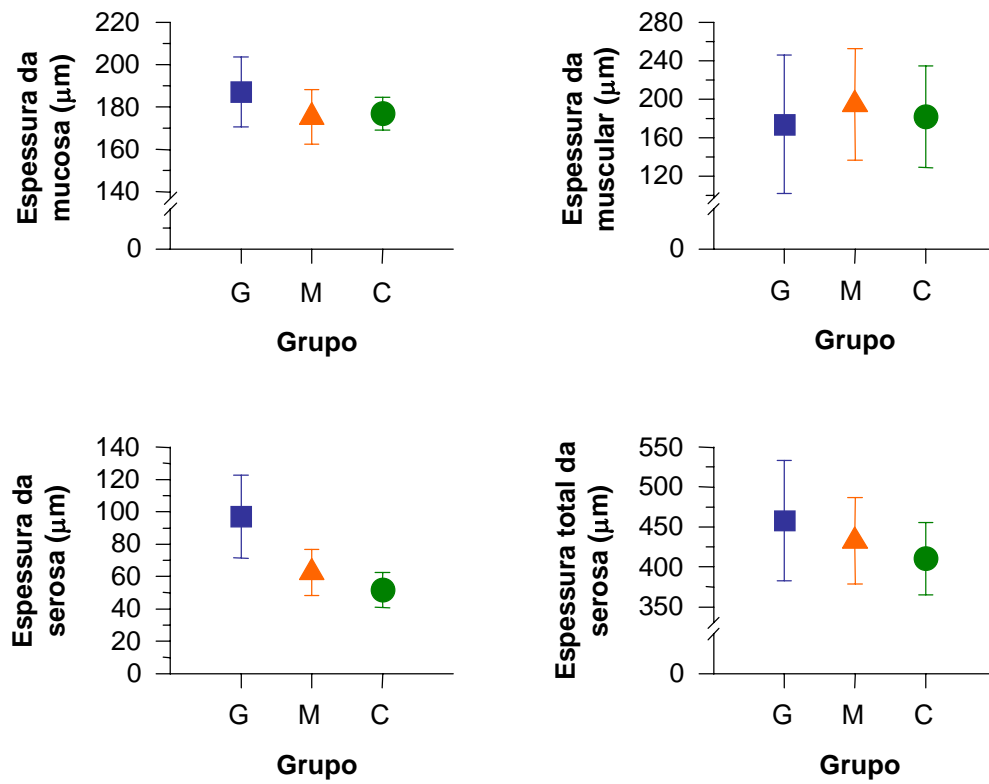 Espessura da
mucosa (μm)
220
200
180
160
140
0
G M C
Grupo
Espessura da
muscular (μm)
280
240
200
160
120
0
G M C
Grupo
Espessura da
serosa (μm)
140
120
100
80
60
40
20
0
G M C
Grupo
Espessura total da
serosa (μm)
550
500
450
400
350
0
G M C
Grupo